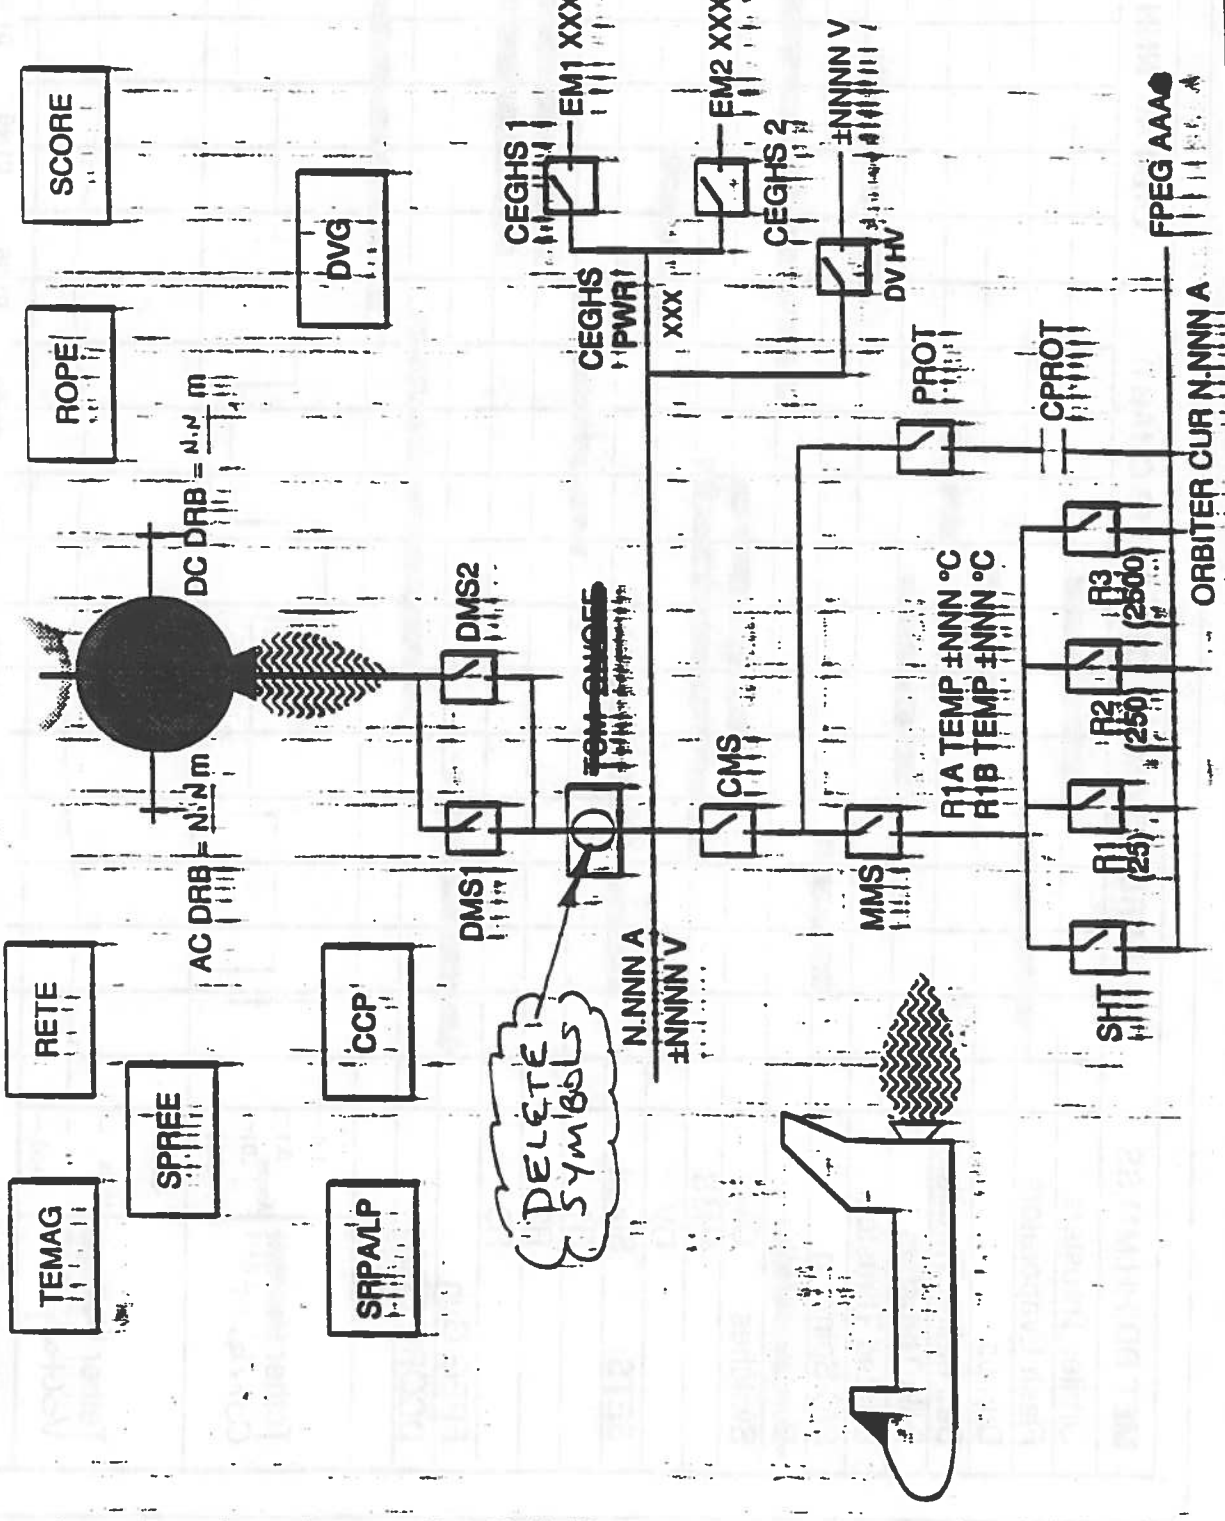 TEMAG
RETE
ROPE
SCORE
SPREE
AC DRB = N.N m
DC DRB = N.N m
SRPA/LP
CCP
DVG
DMS1
DMS2
DELETE
SYMBOLS
CEGHS 1
EM1 XXX
CEGHS
PWR
XXX
N.NNN A
±NNNN V
CMS
EM2 XXX
CEGHS 2
±NNNN V
DV HV
MMS
PROT
R1A TEMP ±NNN °C
R1B TEMP ±NNN °C
CPROT
SHT
R1
(25)
R2
(250)
R3
(2500)
FPEG AAA
ORBITER CUR N.NNN A